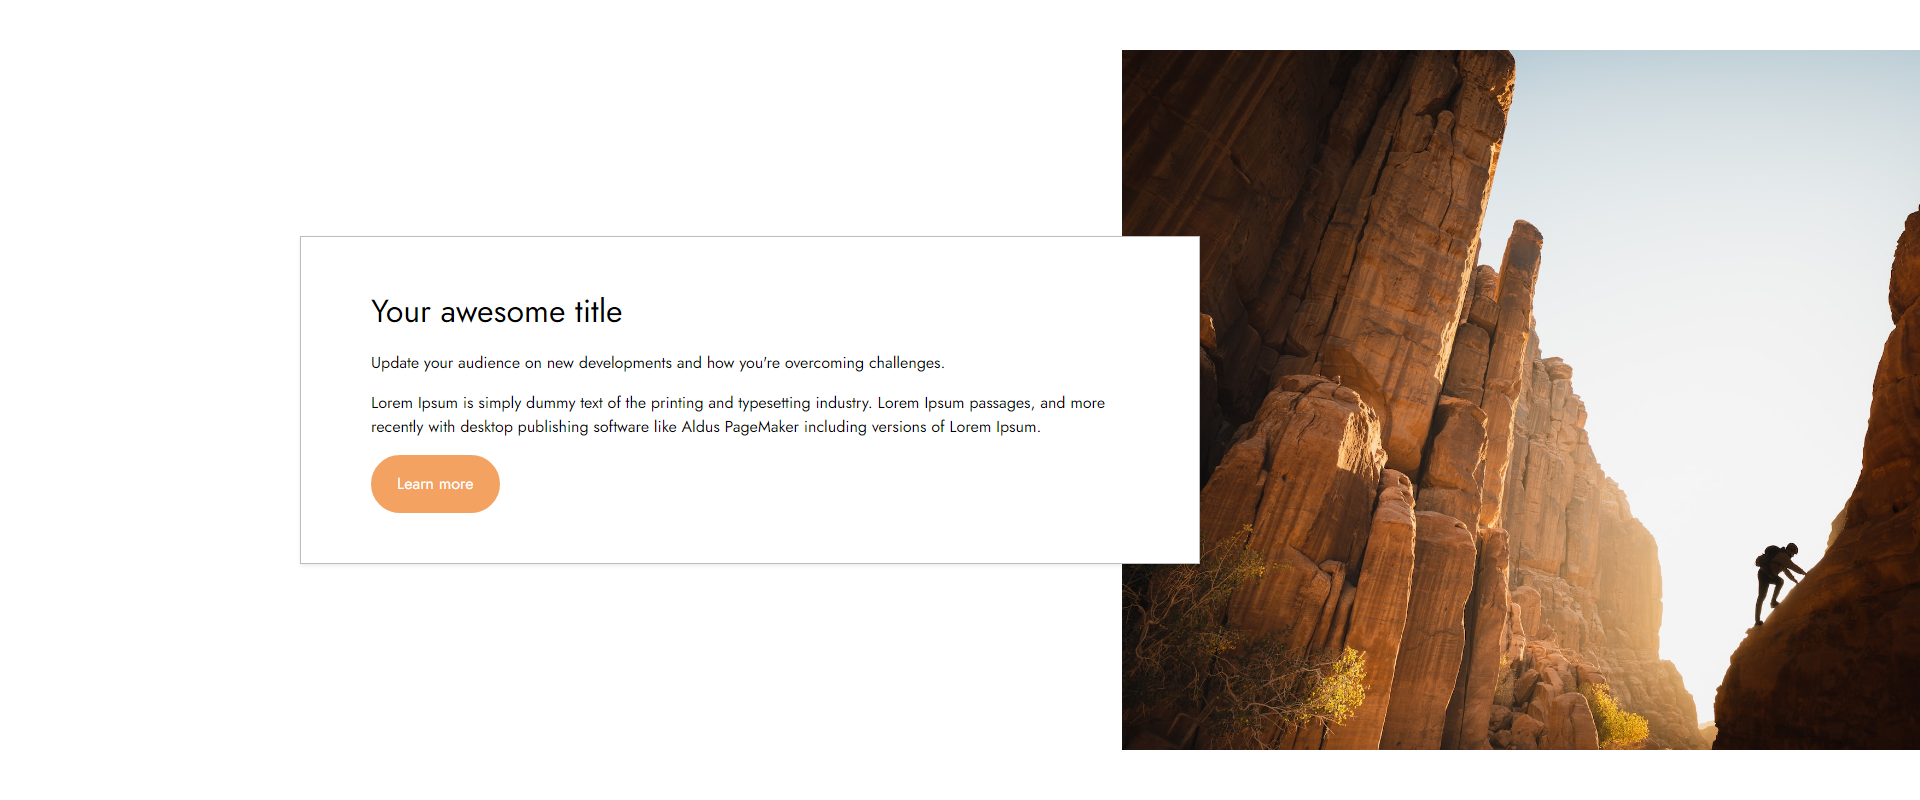 Your awesome title
Update your audience on new developments and how you're overcoming challenges.
Lorem Ipsum is simply dummy text of the printing and typesetting industry. Lorem Ipsum passages, and more
recently with desktop publishing software like Aldus PageMaker including versions of Lorem Ipsum.
Learn more